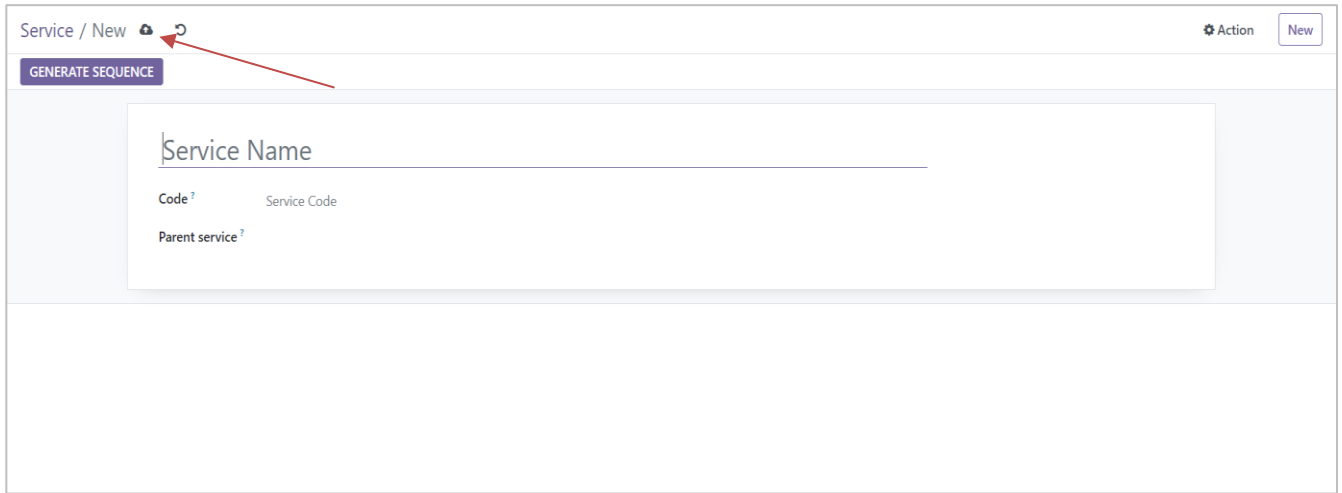 Service / New
Action
New
GENERATE SEQUENCE
Service Name
Code ?
Service Code
Parent service ?